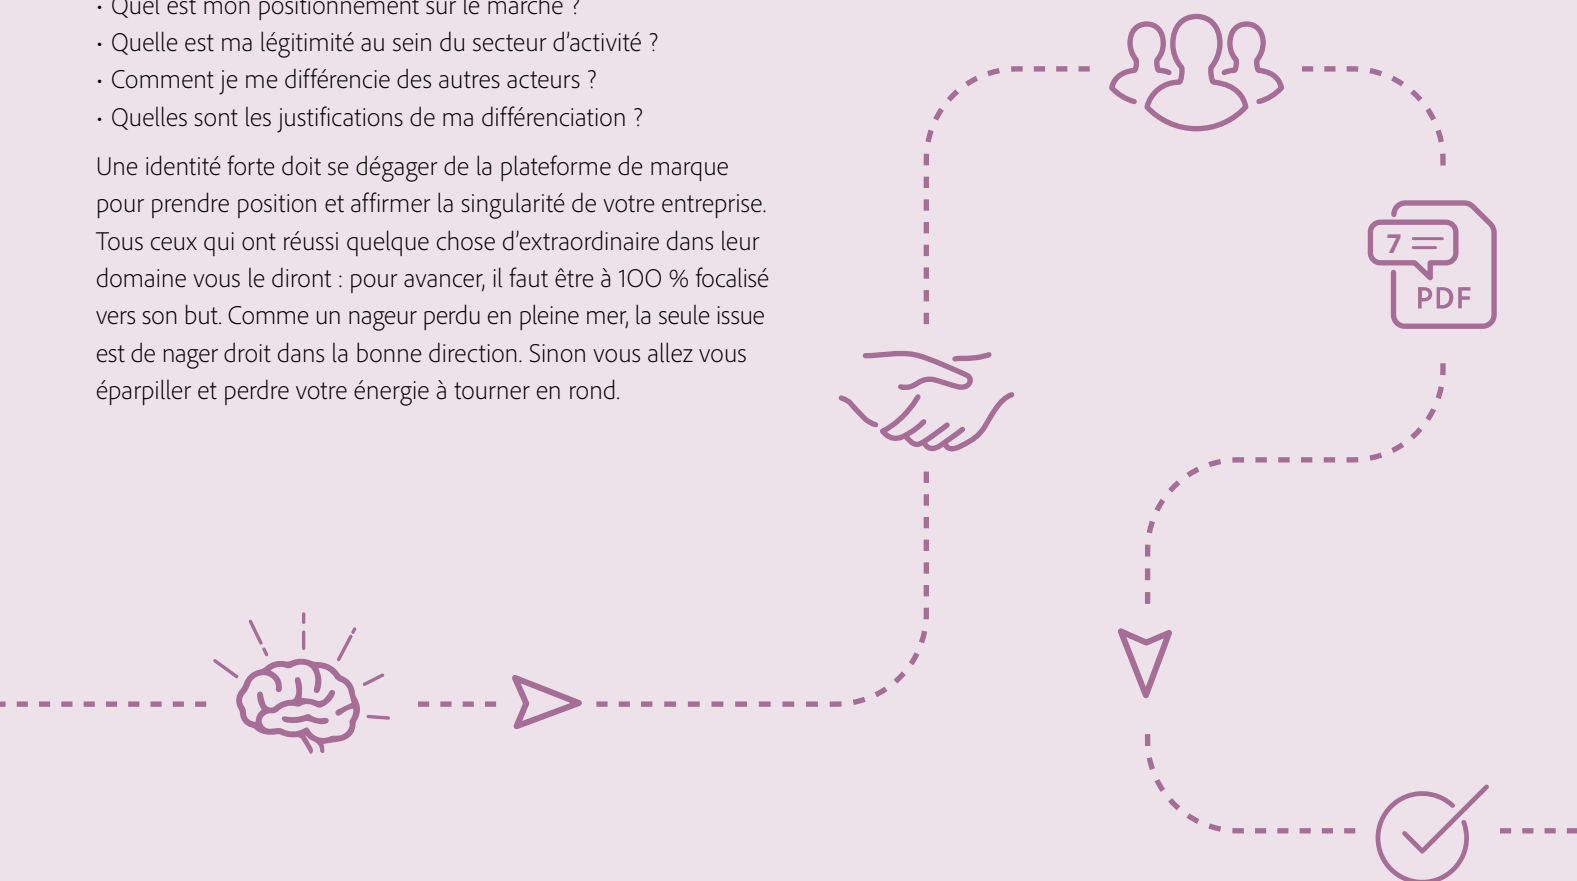 • Quel est mon positionnement sur le marché ?
• Quelle est ma légitimité au sein du secteur d’activité ?
• Comment je me différencie des autres acteurs ?
• Quelles sont les justifications de ma différenciation ?
Une identité forte doit se dégager de la plateforme de marque
pour prendre position et affirmer la singularité de votre entreprise.
Tous ceux qui ont réussi quelque chose d’extraordinaire dans leur
domaine vous le diront : pour avancer, il faut être à 100 % focalisé
vers son but. Comme un nageur perdu en pleine mer, la seule issue
est de nager droit dans la bonne direction. Sinon vous allez vous
éparpiller et perdre votre énergie à tourner en rond.
7
PDF